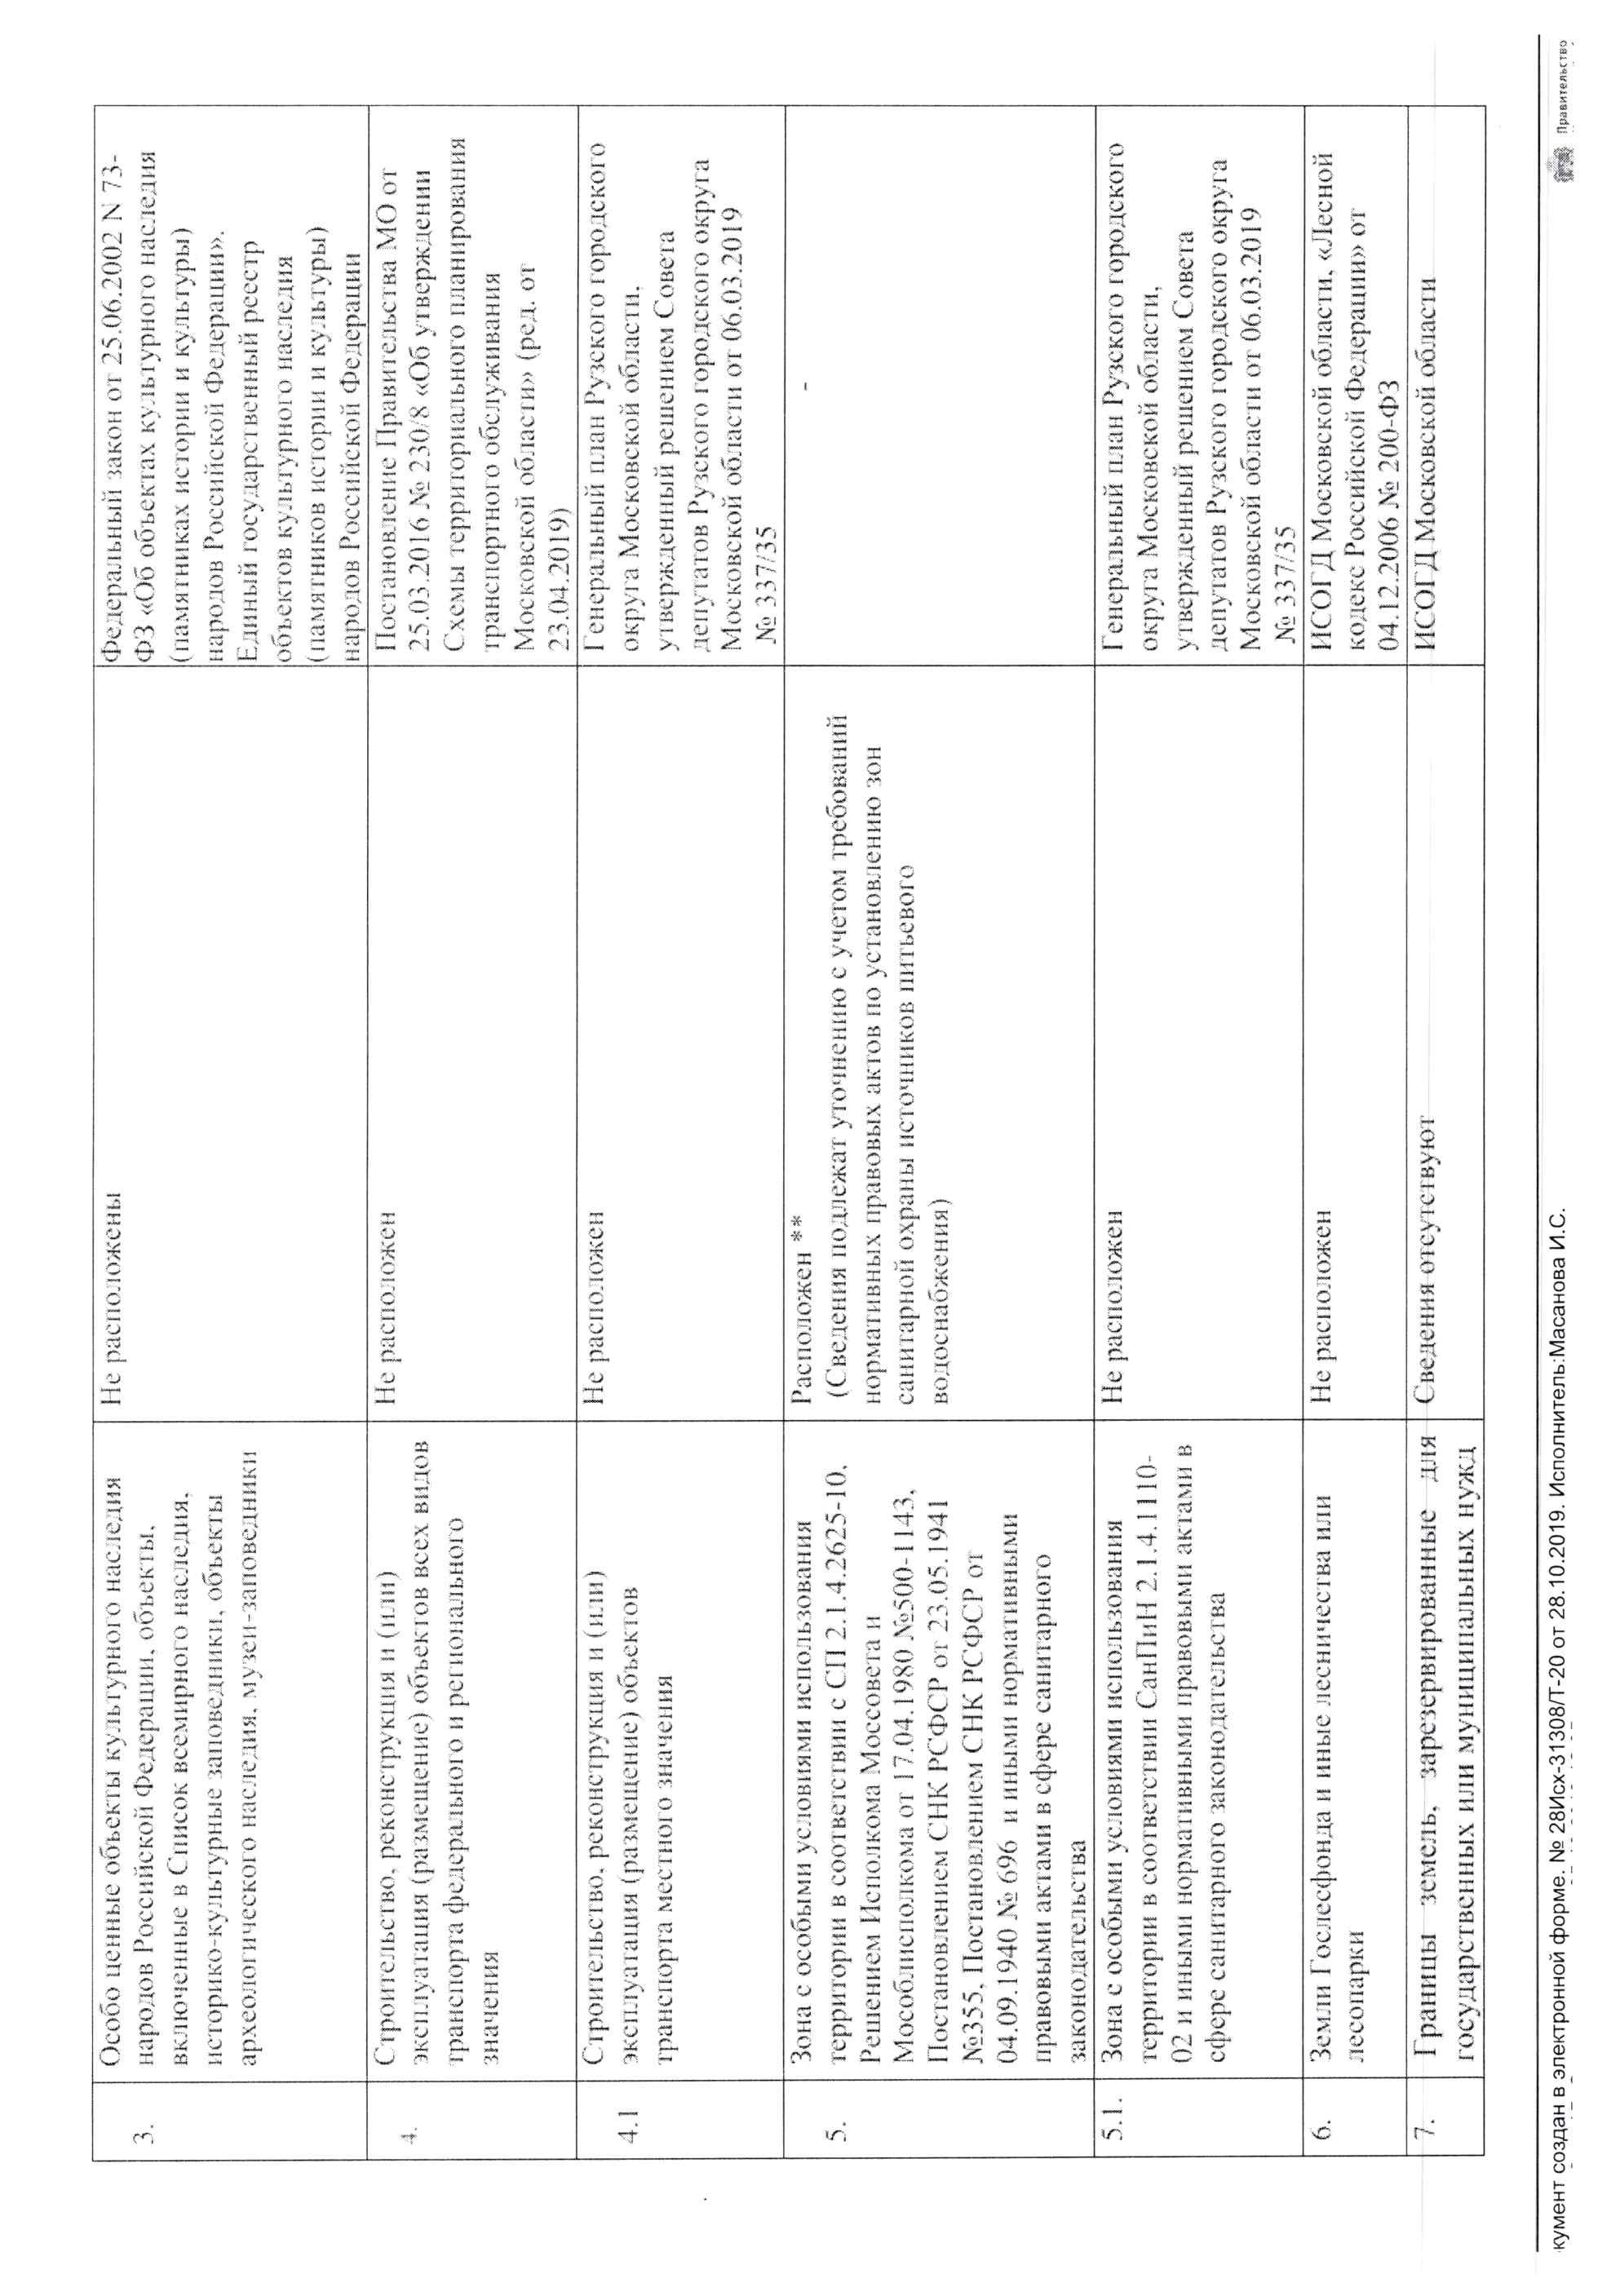 3.
Особо ценные объекты культурного наследия
народов Российской Федерации, объекты,
включенные в Список всемирного наследия,
историко-культурные заповедники, объекты
археологического наследия, музеи-заповедники
Не расположены
Федеральный закон от 25.06.2002 N 73-
ФЗ «Об объектах культурного наследия
(памятниках истории и культуры)
народов Российской Федерации».
Единый государственный реестр
объектов культурного наследия
(памятников истории и культуры)
народов Российской Федерации
4.
Строительство, реконструкция и (или)
эксплуатация (размещение) объектов всех видов
транспорта федерального и регионального
значения
Не расположен
Постановление Правительства МО от
25.03.2016 № 230/8 «Об утверждении
Схемы территориального планирования
транспортного обслуживания
Московской области» (ред. от
23.04.2019)
4.1
Строительство, реконструкция и (или)
эксплуатация (размещение) объектов
транспорта местного значения
Не расположен
Генеральный план Рузского городского
округа Московской области,
утвержденный решением Совета
депутатов Рузского городского округа
Московской области от 06.03.2019
№ 337/35
5.
Зона с особыми условиями использования
территории в соответствии с СП 2.1.4.2625-10,
Решением Исполкома Моссовета и
Мособлисполкома от 17.04.1980 №500-1143,
Постановлением СНК РСФСР от 23.05.1941
№355, Постановлением СНК РСФСР от
04.09.1940 № 696 и иными нормативными
правовыми актами в сфере санитарного
законодательства
Расположен **
(Сведения подлежат уточнению с учетом требований
нормативных правовых актов по установлению зон
санитарной охраны источников питьевого
водоснабжения)
-
5.1.
Зона с особыми условиями использования
территории в соответствии СанПиН 2.1.4.1110-
02 и иными нормативными правовыми актами в
сфере санитарного законодательства
Не расположен
Генеральный план Рузского городского
округа Московской области,
утвержденный решением Совета
депутатов Рузского городского округа
Московской области от 06.03.2019
№ 337/35
6.
Земли Гослесфонда и иные лесничества или
лесопарки
Не расположен
ИСОГД Московской области, «Лесной
кодекс Российской Федерации» от
04.12.2006 № 200-ФЗ
7.
Границы земель, зарезервированные для
государственных или муниципальных нужд
Сведения отсутствуют
ИСОГД Московской области
кумент создан в электронной форме. № 28Исх-31308/Т-20 от 28.10.2019. Исполнитель:Масанова И.С.
Правительство